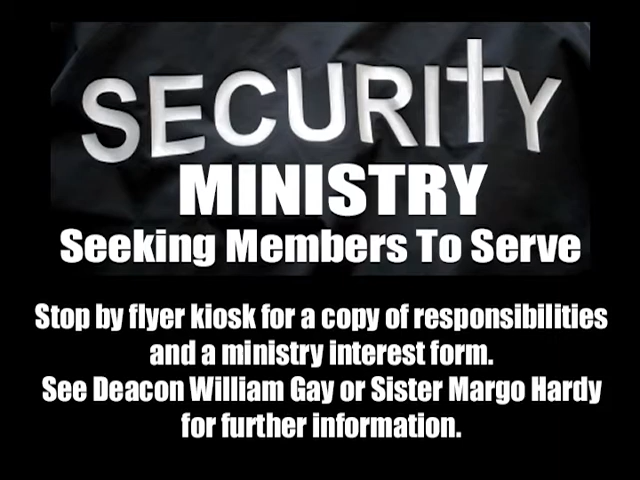 SECURITY
MINISTRY
Seeking Members To Serve
Stop by flyer kiosk for a copy of responsibilities
and a ministry interest form.
See Deacon William Gay or Sister Margo Hardy
for further information.